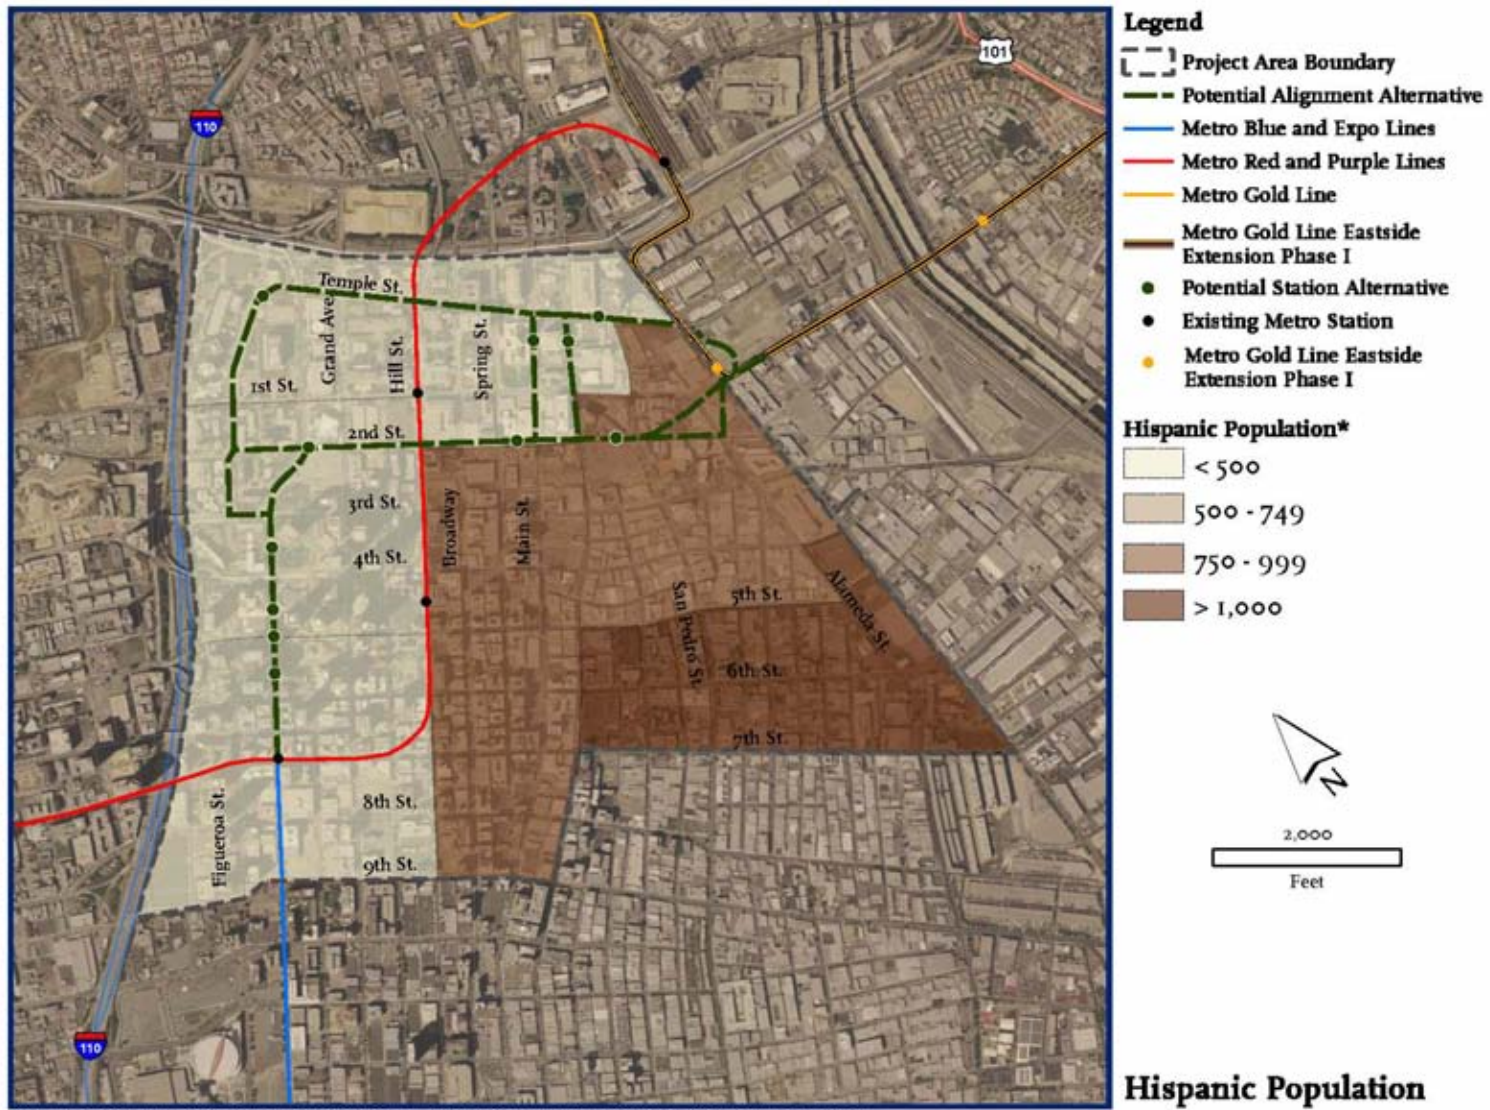 101
110
Temple St.
Grand Ave.
Hill St.
Spring St.
1st St.
2nd St.
3rd St.
Broadway
Main St.
4th St.
San Pedro St.
5th St.
Alameda St.
6th St.
7th St.
Figueroa St.
8th St.
9th St.
110
Legend
Project Area Boundary
Potential Alignment Alternative
Metro Blue and Expo Lines
Metro Red and Purple Lines
Metro Gold Line
Metro Gold Line Eastside
Extension Phase I
Potential Station Alternative
Existing Metro Station
Metro Gold Line Eastside
Extension Phase I
Hispanic Population*
< 500
500 - 749
750 - 999
> 1,000
N
2,000
Feet
Hispanic Population